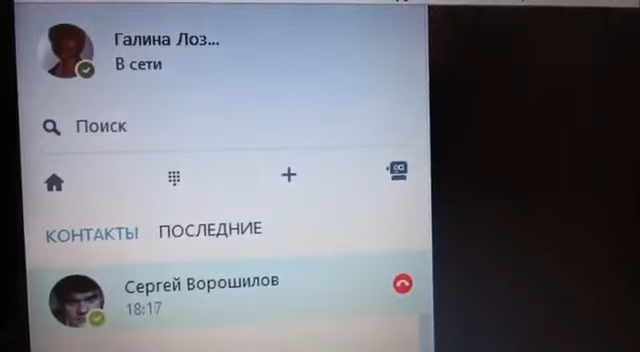 Галина Лоз...
В сети
Поиск
КОНТАКТЫ ПОСЛЕДНИЕ
Сергей Ворошилов
18:17